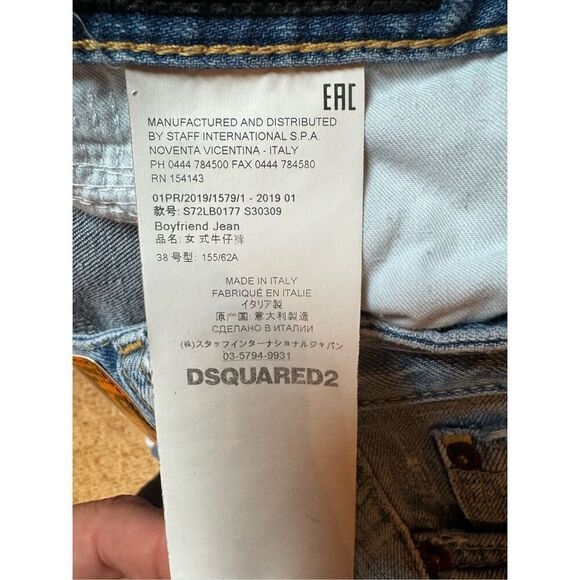 EAC
MANUFACTURED AND DISTRIBUTED
BY STAFF INTERNATIONAL S.P.A.
NOVENTA VICENTINA - ITALY
PH 0444 784500 FAX 0444 784580
RN 154143
01PR/2019/1579/1 - 2019 01
款号: S72LB0177 S30309
Boyfriend Jean
品名: 女 式牛仔裤
38 号型: 155/62A
MADE IN ITALY
FABRIQUÉ EN ITALIE
イタリア製
原产国: 意大利製造
СДЕЛАНО В ИТАЛИИ
(株)スタッフインターナショナルジャパン
03-5794-9931
DSQUARED2